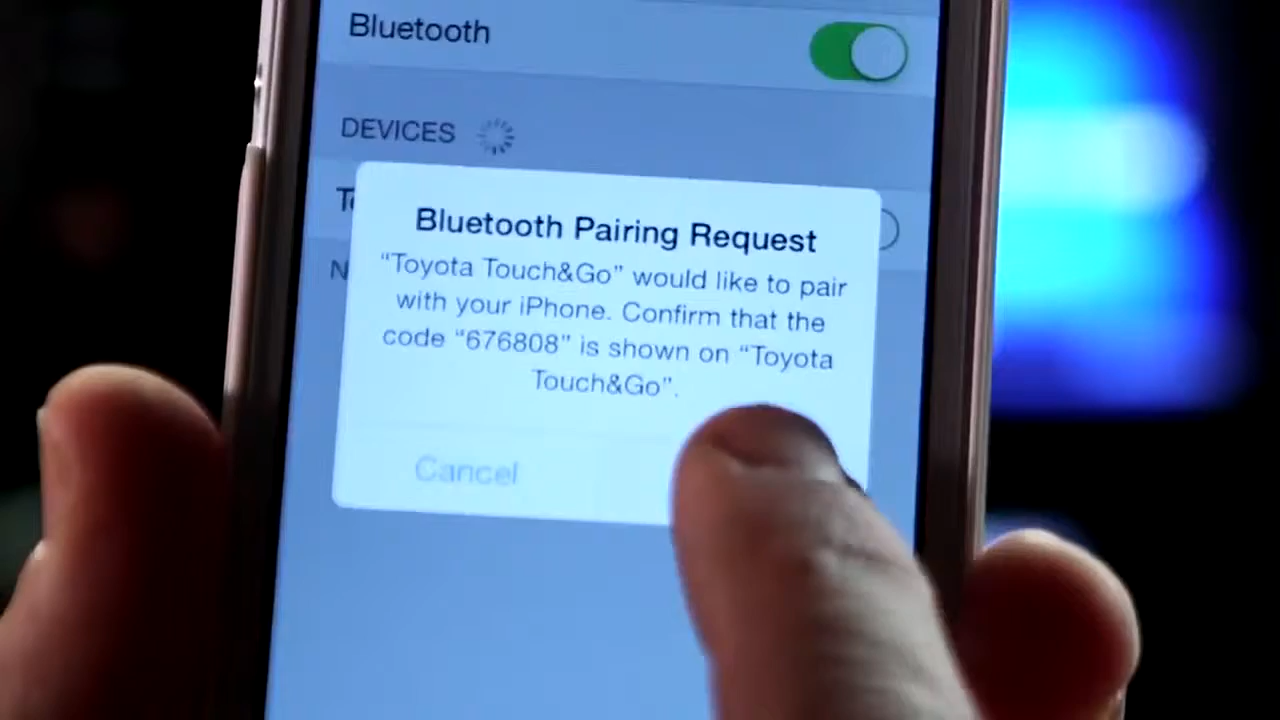 Bluetooth
DEVICES
Bluetooth Pairing Request
“Toyota Touch&Go” would like to pair
with your iPhone. Confirm that the
code “676808” is shown on “Toyota
Touch&Go”.
Cancel